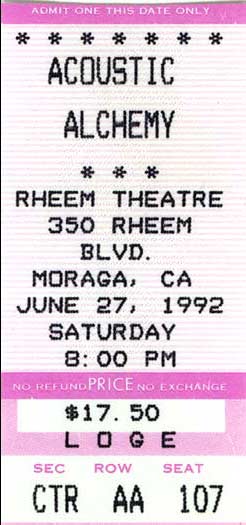 ADMIT ONE THIS DATE ONLY
* * * * * * *
ACOUSTIC
ALCHEMY
* * *
RHEEM THEATRE
350 RHEEM
BLVD.
MORAGA, CA
JUNE 27, 1992
SATURDAY
8:00 PM
NO REFUND PRICE NO EXCHANGE
$17.50
LOGE
SEC ROW SEAT
CTR AA 107